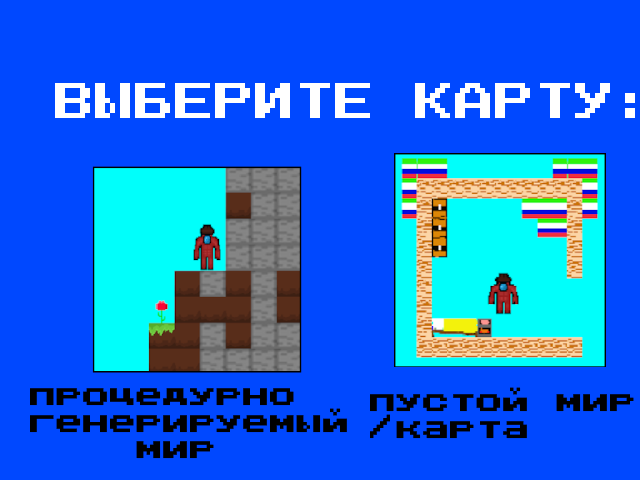 ВЫБЕРИТЕ КАРТУ:
процедурно
генерируемый
мир
пустой мир
/карта